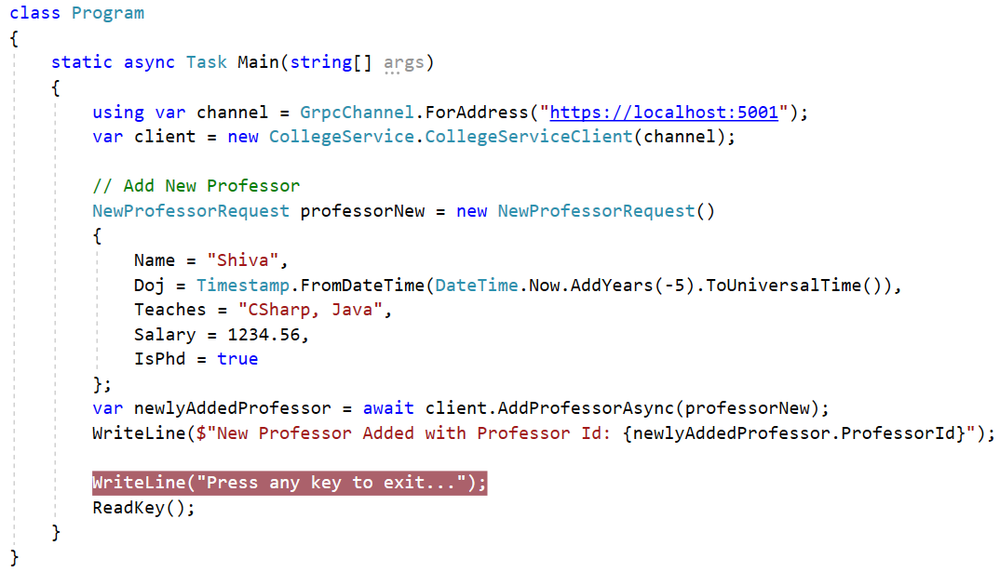 class Program
{
    static async Task Main(string[] args)
    {
        using var channel = GrpcChannel.ForAddress("https://localhost:5001");
        var client = new CollegeService.CollegeServiceClient(channel);

        // Add New Professor
        NewProfessorRequest professorNew = new NewProfessorRequest()
        {
            Name = "Shiva",
            Doj = Timestamp.FromDateTime(DateTime.Now.AddYears(-5).ToUniversalTime()),
            Teaches = "CSharp, Java",
            Salary = 1234.56,
            IsPhd = true
        };
        var newlyAddedProfessor = await client.AddProfessorAsync(professorNew);
        WriteLine($"New Professor Added with Professor Id: {newlyAddedProfessor.ProfessorId}");

        WriteLine("Press any key to exit...");
        ReadKey();
    }
}